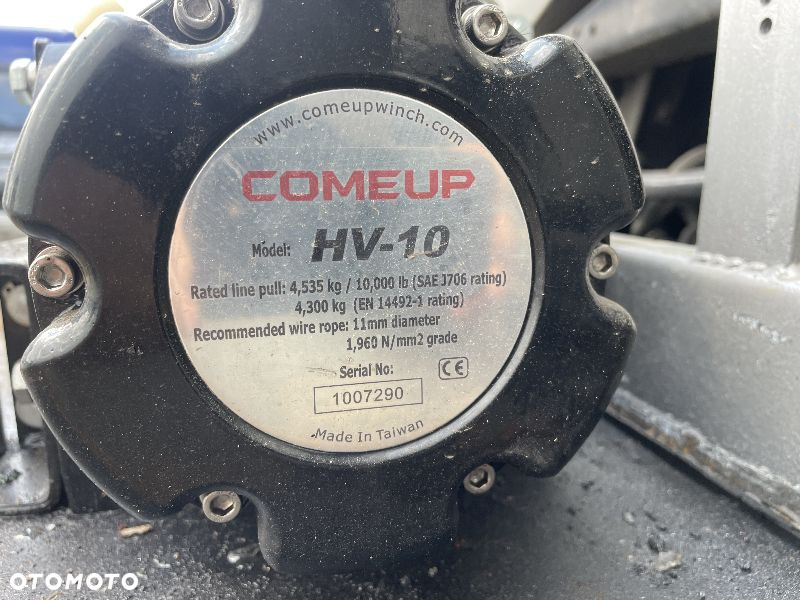 www.comeupwinch.com
COMEUP
Model: HV-10
Rated line pull: 4,535 kg / 10,000 lb (SAE J706 rating)
4,300 kg (EN 14492-1 rating)
Recommended wire rope: 11mm diameter
1,960 N/mm2 grade
Serial No: CE
1007290
Made In Taiwan
OTOMOTO